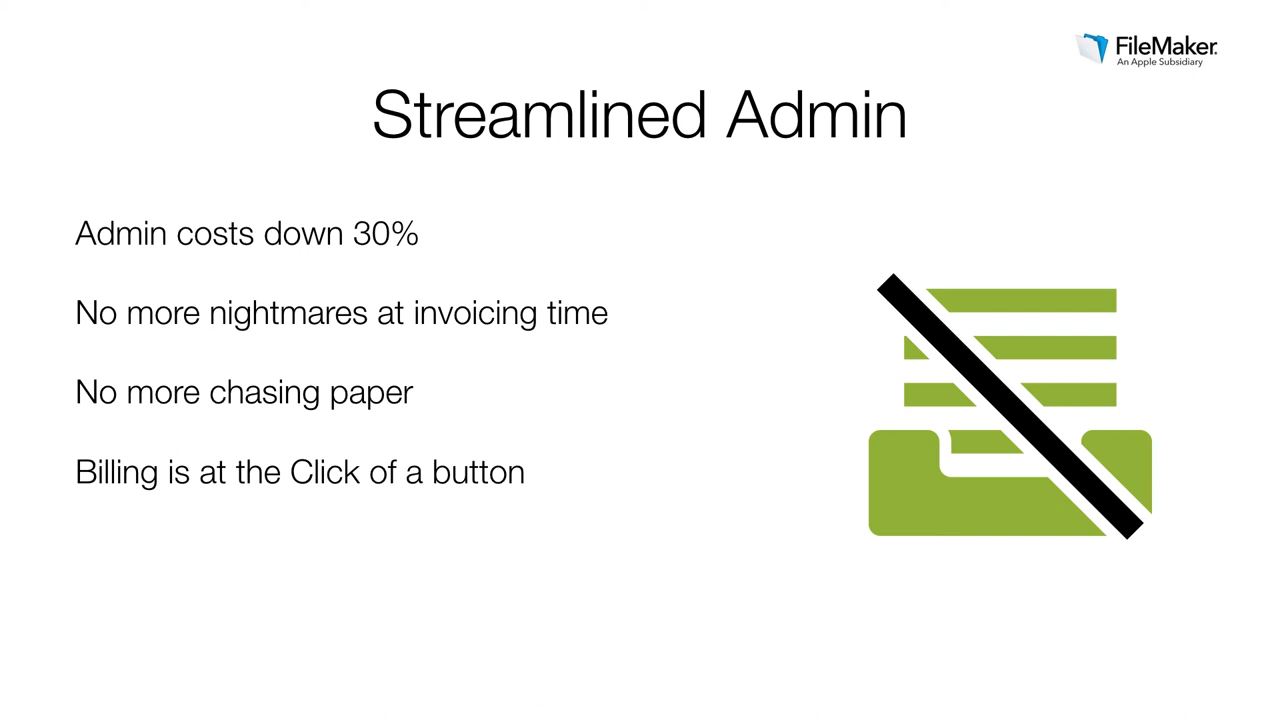 FileMaker.
An Apple Subsidiary
Streamlined Admin
Admin costs down 30%
No more nightmares at invoicing time
No more chasing paper
Billing is at the Click of a button